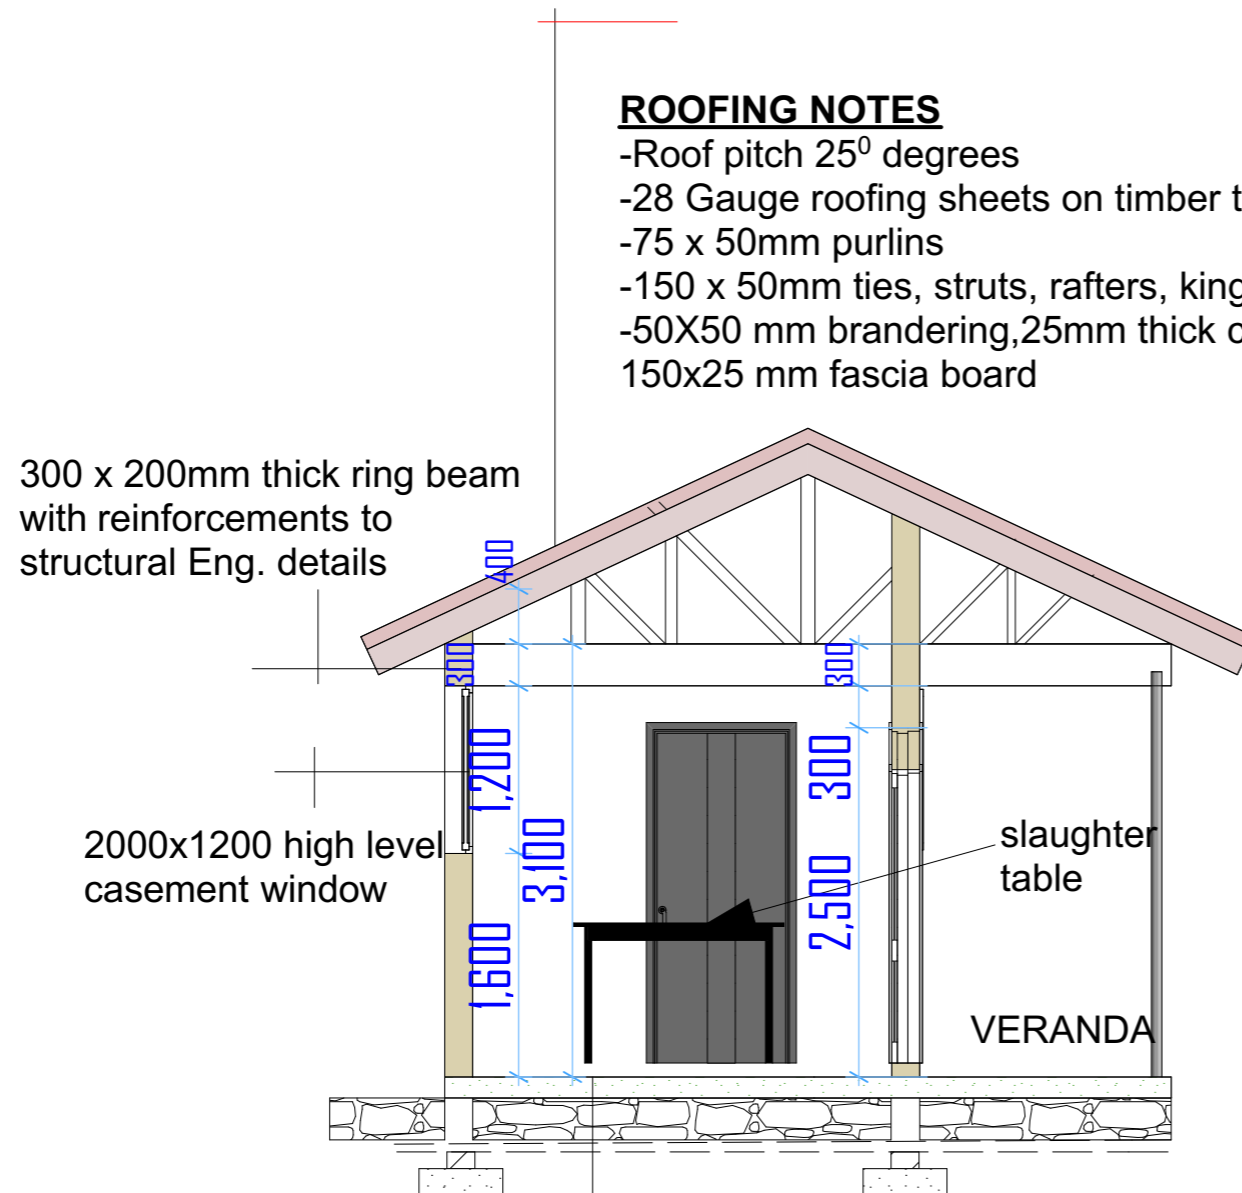 ROOFING NOTES
-Roof pitch 25⁰ degrees
-28 Gauge roofing sheets on timber
-75 x 50mm purlins
-150 x 50mm ties, struts, rafters, king
-50X50 mm brandering,25mm thick
150x25 mm fascia board
300 x 200mm thick ring beam
with reinforcements to
structural Eng. details
400
300
300
1,200
300
3,100
2000x1200 high level
casement window
slaughter
table
2,500
1,600
VERANDA